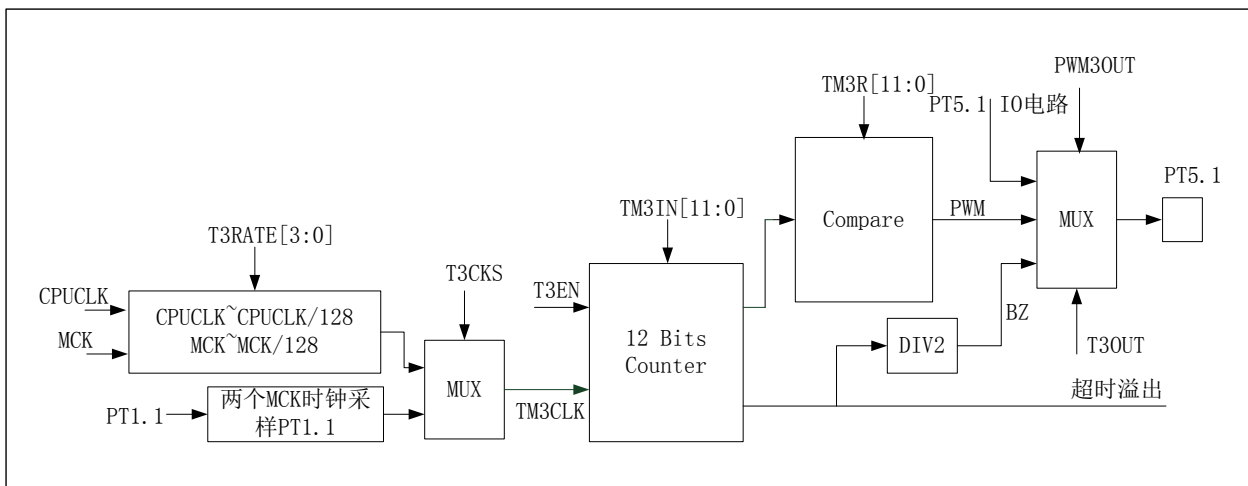 PWM3OUT
TM3R[11:0]
PT5.1 IO电路
PT5.1
TM3IN[11:0]
Compare
PWM
MUX
T3RATE[3:0]
T3CKS
T3EN
CPUCLK
CPUCLK~CPUCLK/128
MCK
MCK~MCK/128
12 Bits
Counter
BZ
DIV2
T3OUT
MUX
TM3CLK
超时溢出
PT1.1
两个MCK时钟采
样PT1.1